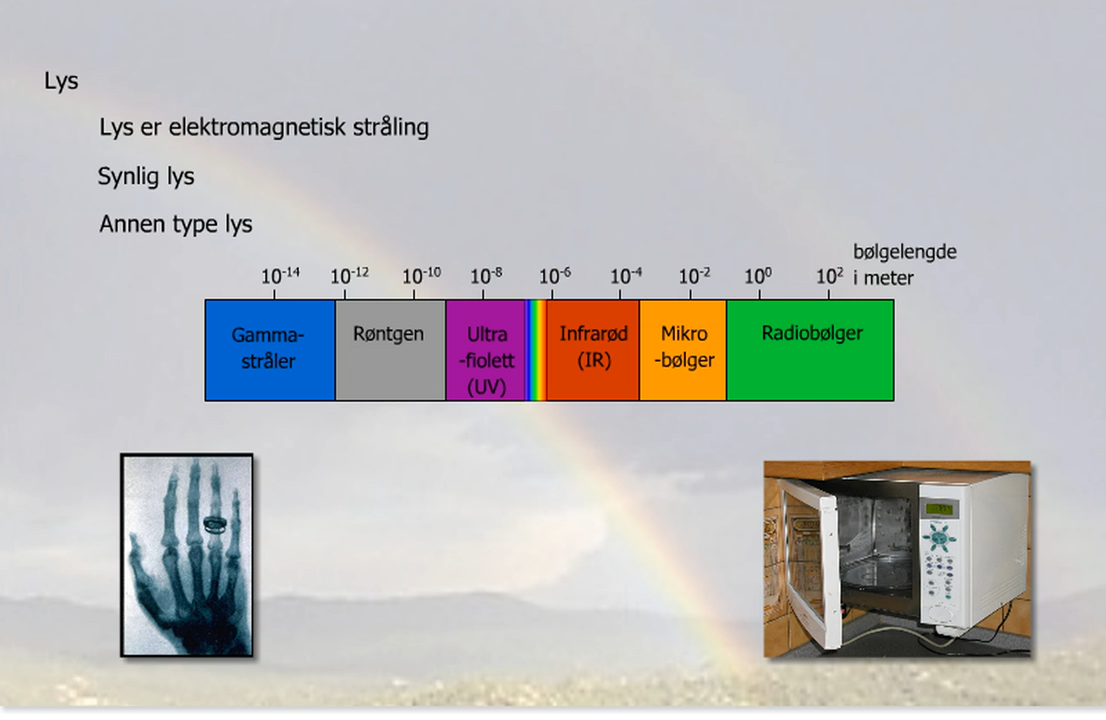 Lys
Lys er elektromagnetisk stråling
Synlig lys
Annen type lys
bølgelengde
i meter
10⁻¹⁴ 10⁻¹² 10⁻¹⁰ 10⁻⁸ 10⁻⁶ 10⁻⁴ 10⁻² 10⁰ 10²
Gamma-
stråler
Røntgen
Ultra
-fiolett
(UV)
Infrarød
(IR)
Mikro
-bølger
Radiobølger